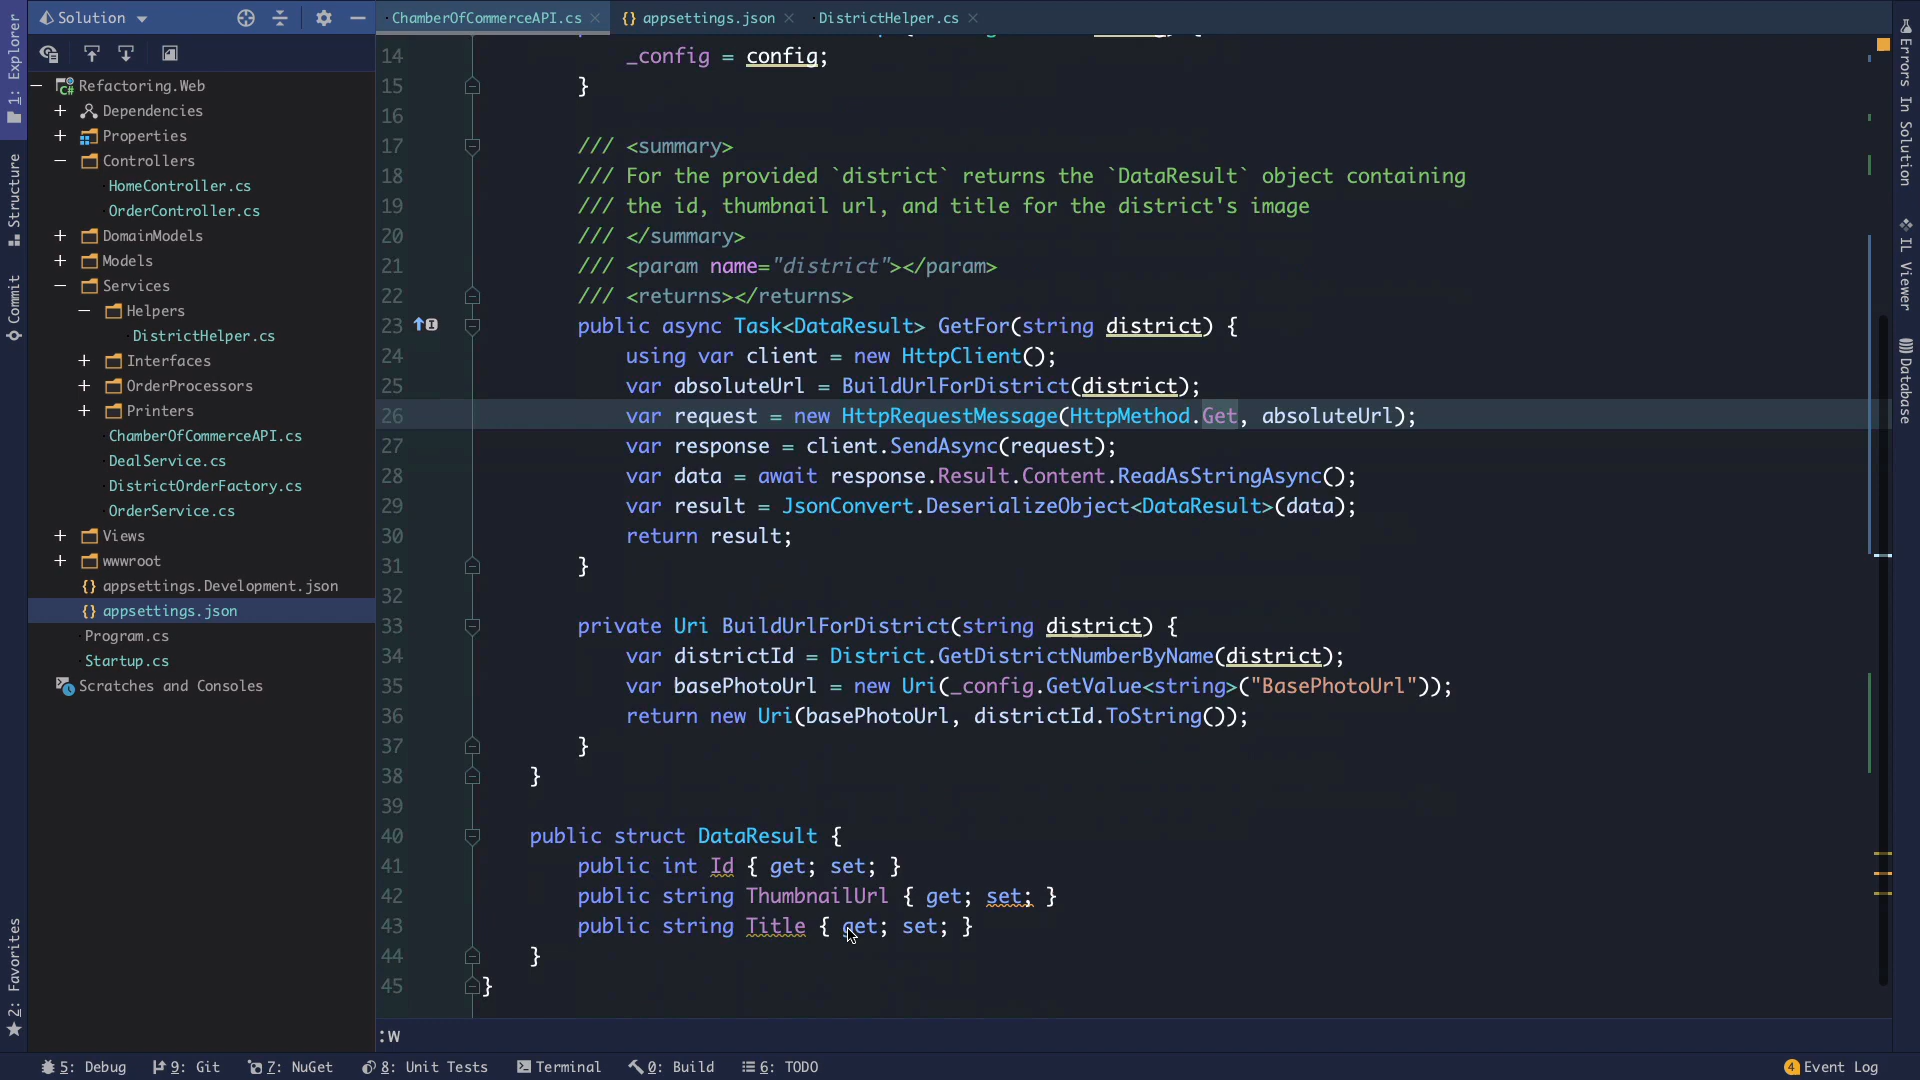 Solution
ChamberOfCommerceAPI.cs
{} appsettings.json
DistrictHelper.cs
1: Explorer
Structure
Commit
2: Favorites
Refactoring.Web
Dependencies
Properties
Controllers
HomeController.cs
OrderController.cs
DomainModels
Models
Services
Helpers
DistrictHelper.cs
Interfaces
OrderProcessors
Printers
ChamberOfCommerceAPI.cs
DealService.cs
DistrictOrderFactory.cs
OrderService.cs
Views
wwwroot
{} appsettings.Development.json
{} appsettings.json
Program.cs
Startup.cs
Scratches and Consoles
14 _config = config;
15 }
16
17 /// <summary>
18 /// For the provided `district` returns the `DataResult` object containing
19 /// the id, thumbnail url, and title for the district's image
20 /// </summary>
21 /// <param name="district"></param>
22 /// <returns></returns>
23 public async Task<DataResult> GetFor(string district) {
24 using var client = new HttpClient();
25 var absoluteUrl = BuildUrlForDistrict(district);
26 var request = new HttpRequestMessage(HttpMethod.Get, absoluteUrl);
27 var response = client.SendAsync(request);
28 var data = await response.Result.Content.ReadAsStringAsync();
29 var result = JsonConvert.DeserializeObject<DataResult>(data);
30 return result;
31 }
32
33 private Uri BuildUrlForDistrict(string district) {
34 var districtId = District.GetDistrictNumberByName(district);
35 var basePhotoUrl = new Uri(_config.GetValue<string>("BasePhotoUrl"));
36 return new Uri(basePhotoUrl, districtId.ToString());
37 }
38 }
39
40 public struct DataResult {
41 public int Id { get; set; }
42 public string ThumbnailUrl { get; set; }
43 public string Title { get; set; }
44 }
45 }
:w
Errors In Solution
IL Viewer
Database
5: Debug
9: Git
7: NuGet
8: Unit Tests
Terminal
0: Build
6: TODO
4 Event Log